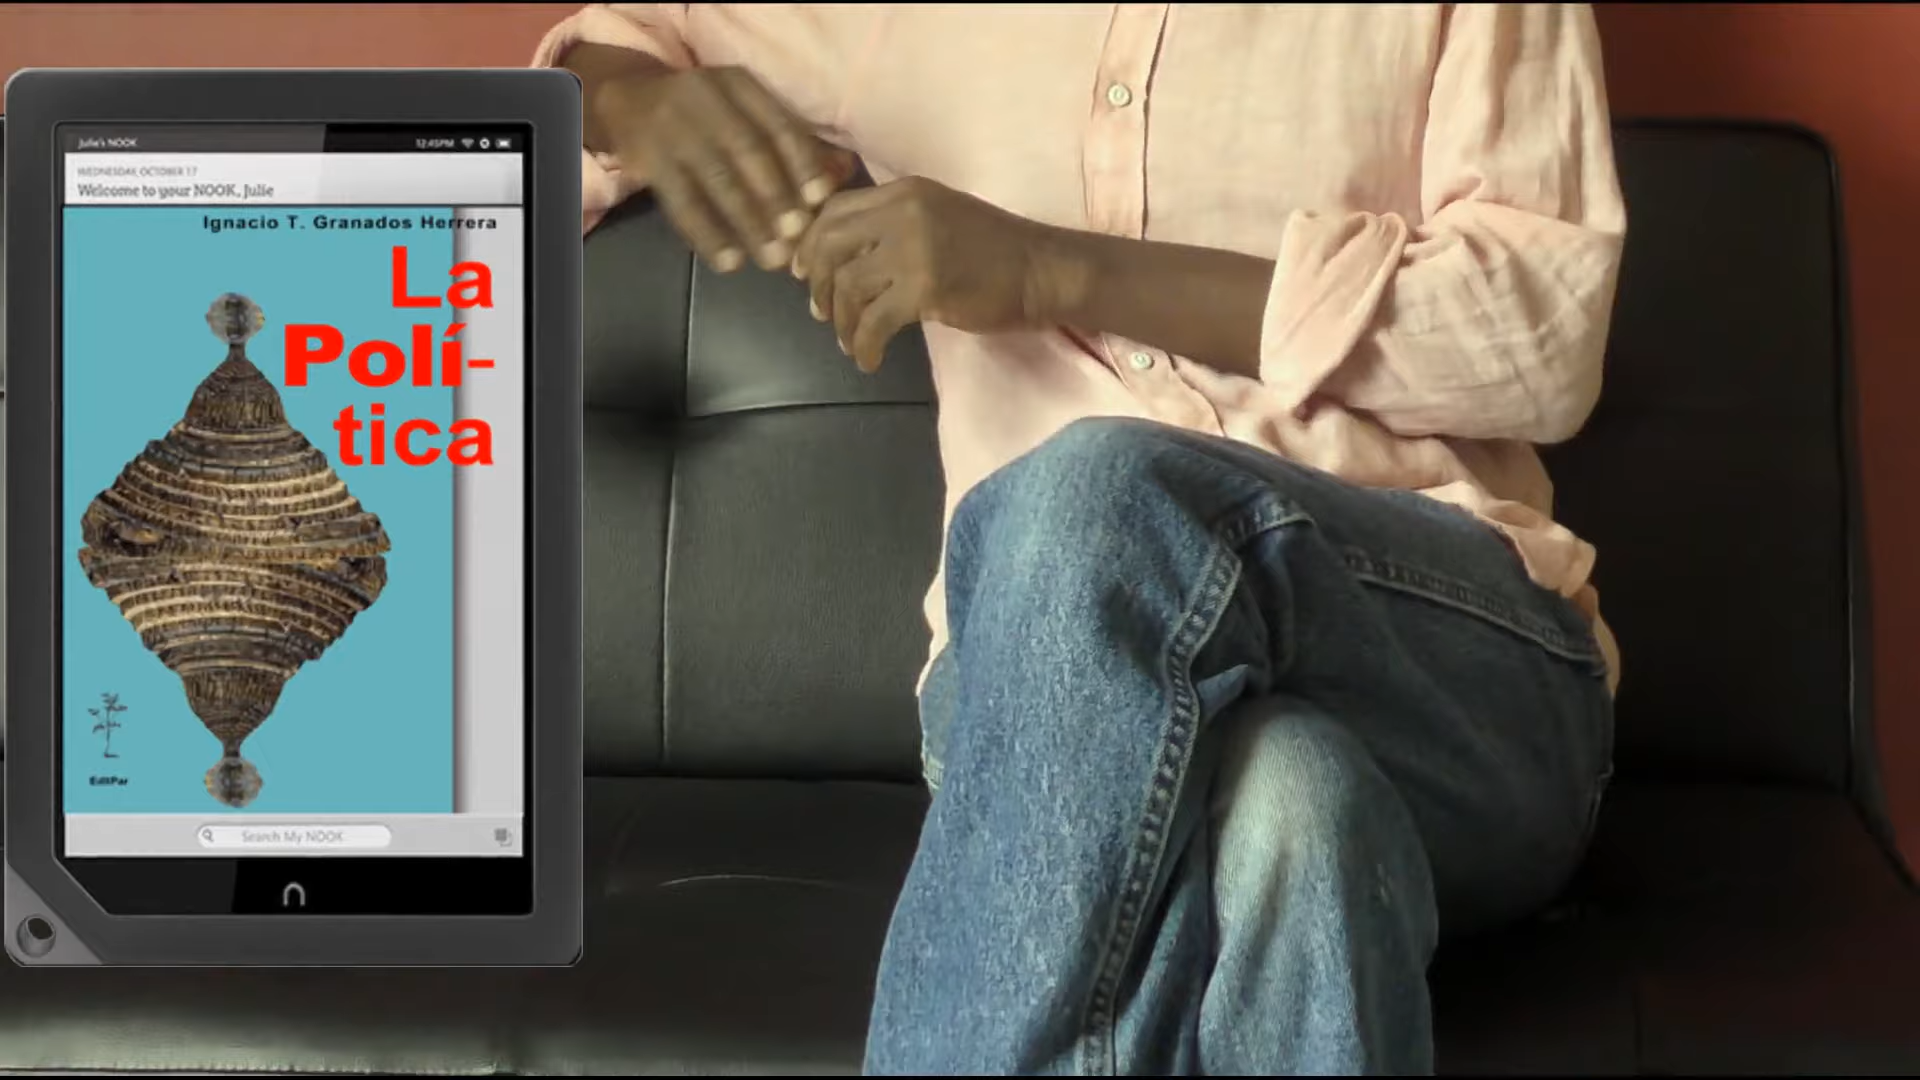 Julie's NOOK
12:45PM
WEDNESDAY, OCTOBER 17
Welcome to your NOOK, Julie
Ignacio T. Granados Herrera
La
Polí-
tica
EditPar
Search My NOOK